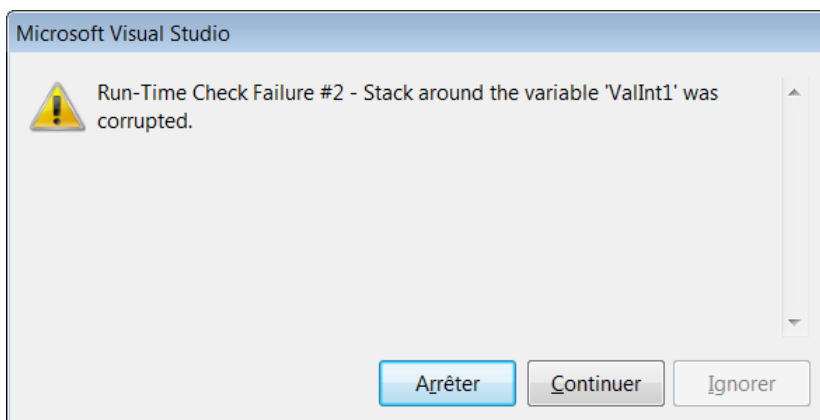 Microsoft Visual Studio
Run-Time Check Failure #2 - Stack around the variable 'ValInt1' was
corrupted.
Arrêter Continuer Ignorer